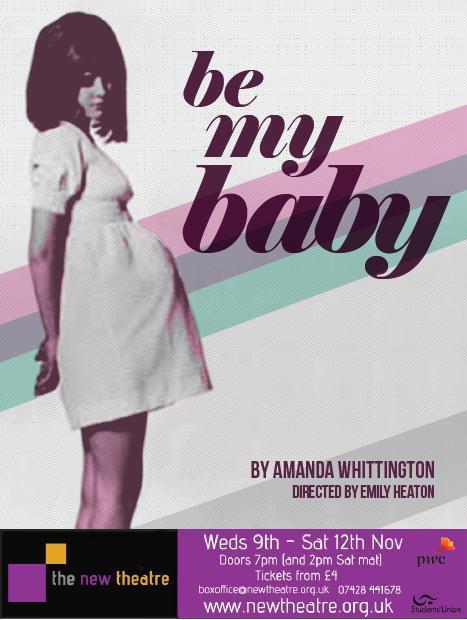 be
my
baby
BY AMANDA WHITTINGTON
DIRECTED BY EMILY HEATON
the new theatre
Weds 9th - Sat 12th Nov
Doors 7pm (and 2pm Sat mat)
Tickets from £4
boxoffice@newtheatre.org.uk 07428 441678
www.newtheatre.org.uk
pwc
Students' Union